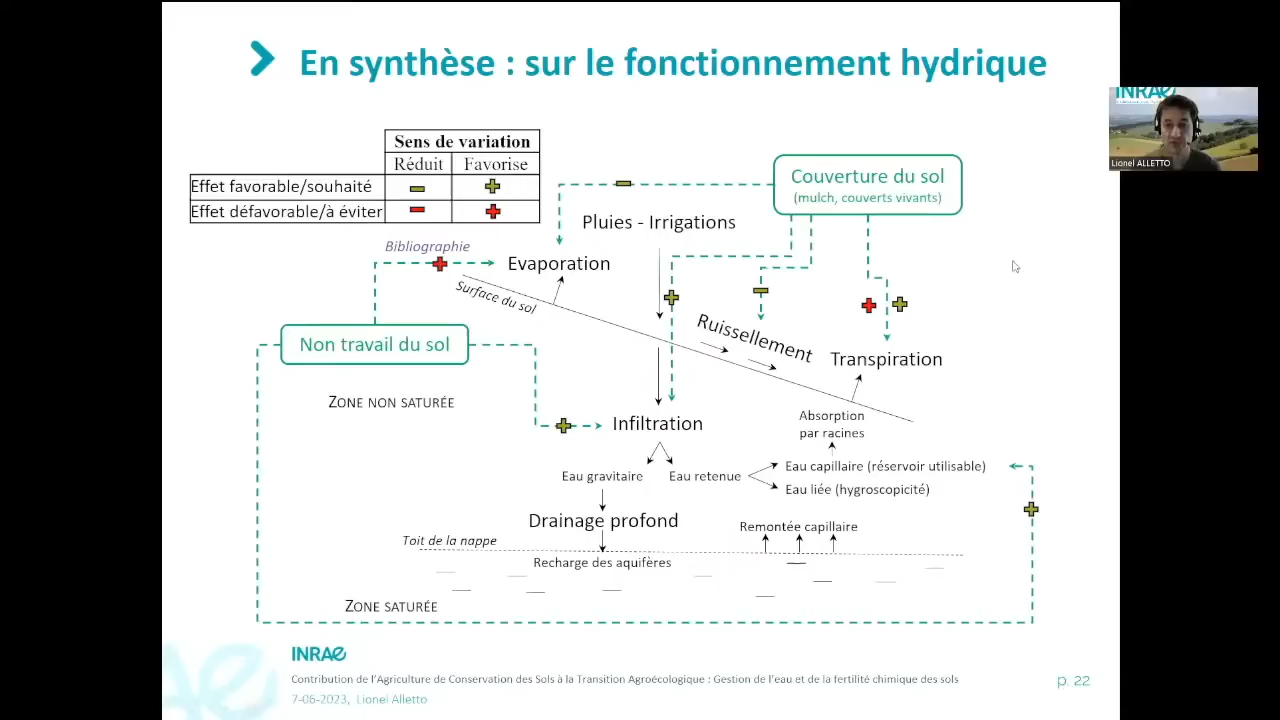 En synthèse : sur le fonctionnement hydrique
INRAE
Lionel ALLETTO
Sens de variation
Réduit Favorise
Effet favorable/souhaité
Effet défavorable/à éviter
Couverture du sol
(mulch, couverts vivants)
Pluies - Irrigations
Bibliographie
Evaporation
Surface du sol
Ruissellement
Non travail du sol
Transpiration
ZONE NON SATURÉE
Infiltration
Absorption
par racines
Eau gravitaire
Eau retenue
Eau capillaire (réservoir utilisable)
Eau liée (hygroscopicité)
Drainage profond
Remontée capillaire
Toit de la nappe
Recharge des aquifères
ZONE SATURÉE
INRAE
Contribution de l'Agriculture de Conservation des Sols à la Transition Agroécologique : Gestion de l'eau et de la fertilité chimique des sols
p. 22
7-06-2023, Lionel Alletto